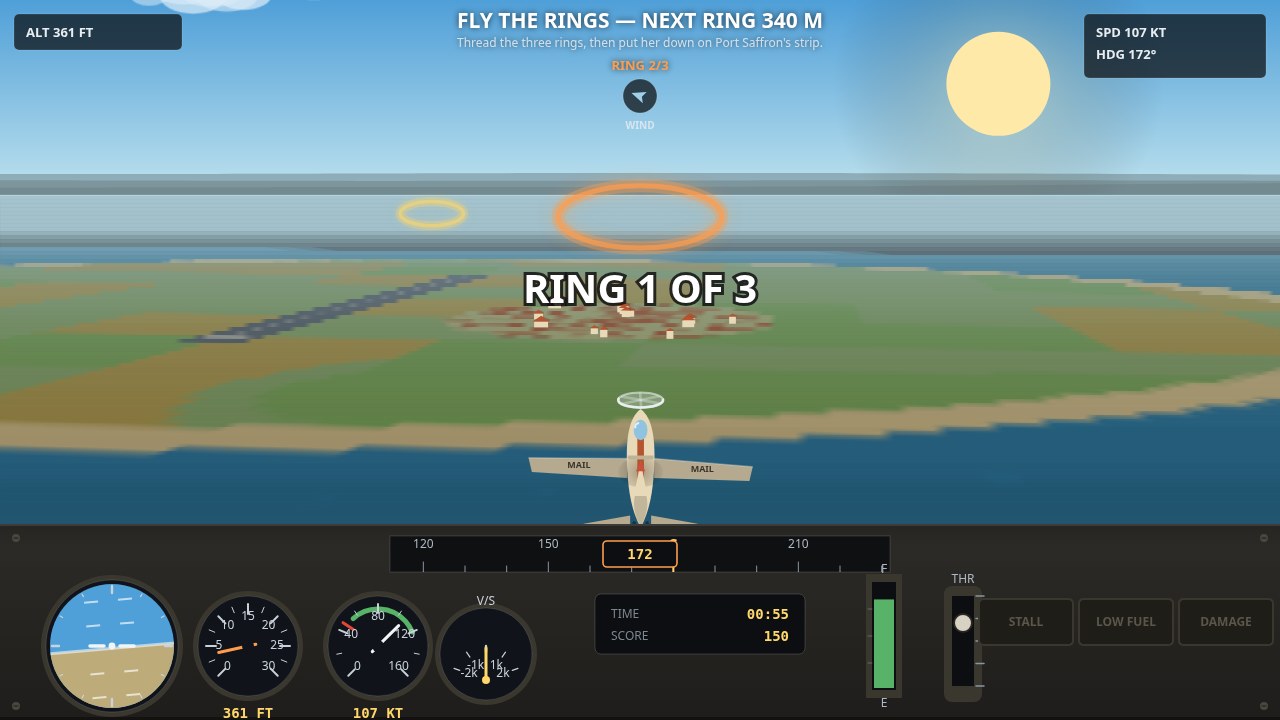 ALT 361 FT
FLY THE RINGS — NEXT RING 340 M
Thread the three rings, then put her down on Port Saffron's strip.
RING 2/3
WIND
SPD 107 KT
HDG 172°
RING 1 OF 3
MAIL MAIL
120 150 172 210
0 5 10 15 20 25 30
361 FT
0 40 80 120 160
107 KT
V/S
-2k -1k 1k 2k
TIME 00:55
SCORE 150
F
E
THR
STALL
LOW FUEL
DAMAGE